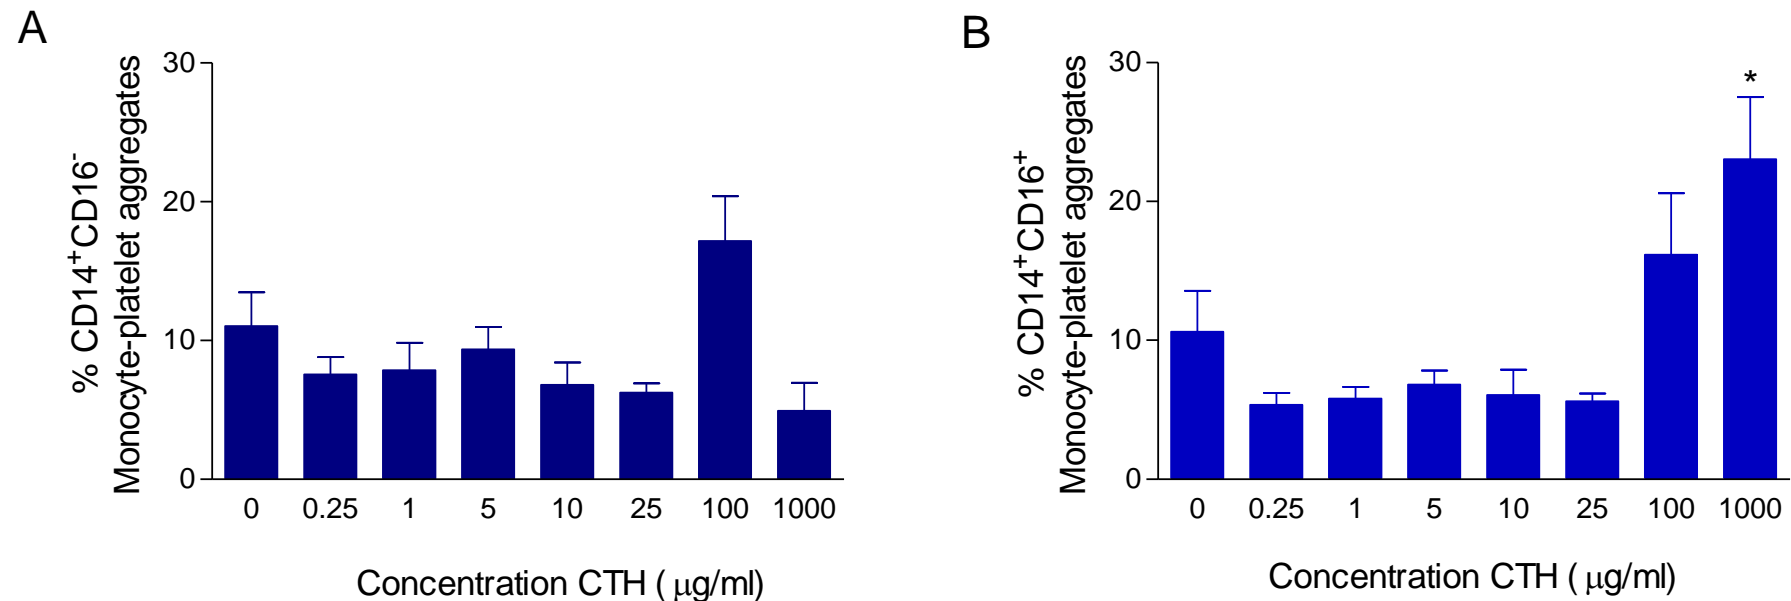 A
% CD14⁺CD16⁻
Monocyte-platelet aggregates
30
20
10
0
0 0.25 1 5 10 25 100 1000
Concentration CTH ( μg/ml)
B
% CD14⁺CD16⁺
Monocyte-platelet aggregates
30
20
10
0
*
0 0.25 1 5 10 25 100 1000
Concentration CTH ( μg/ml)